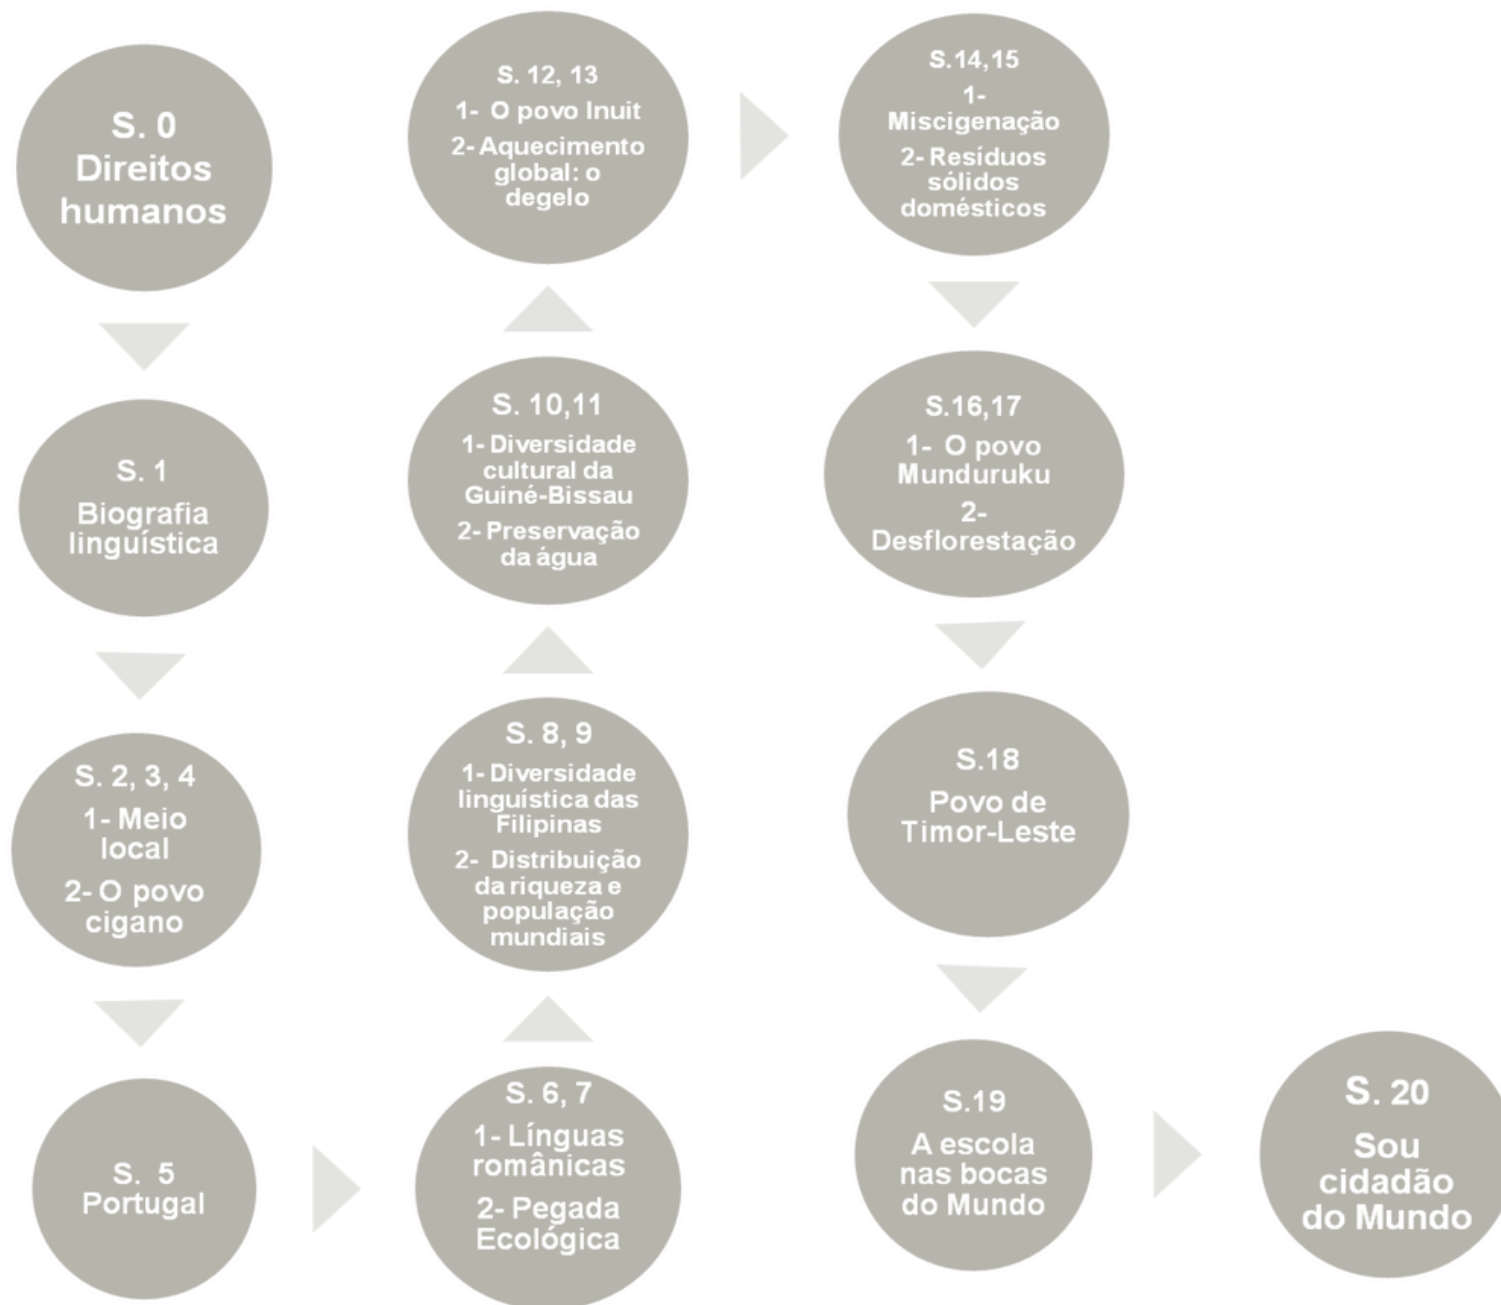 S. 0
Direitos
humanos
S. 1
Biografia
linguística
S. 2, 3, 4
1- Meio
local
2- O povo
cigano
S. 5
Portugal
S. 6, 7
1- Línguas
românicas
2- Pegada
Ecológica
S. 8, 9
1- Diversidade
linguística das
Filipinas
2- Distribuição
da riqueza e
população
mundiais
S. 10,11
1- Diversidade
cultural da
Guiné-Bissau
2- Preservação
da água
S. 12, 13
1- O povo Inuit
2- Aquecimento
global: o
degelo
S.14,15
1-
Miscigenação
2- Resíduos
sólidos
domésticos
S.16,17
1- O povo
Munduruku
2-
Desflorestação
S.18
Povo de
Timor-Leste
S.19
A escola
nas bocas
do Mundo
S. 20
Sou
cidadão
do Mundo